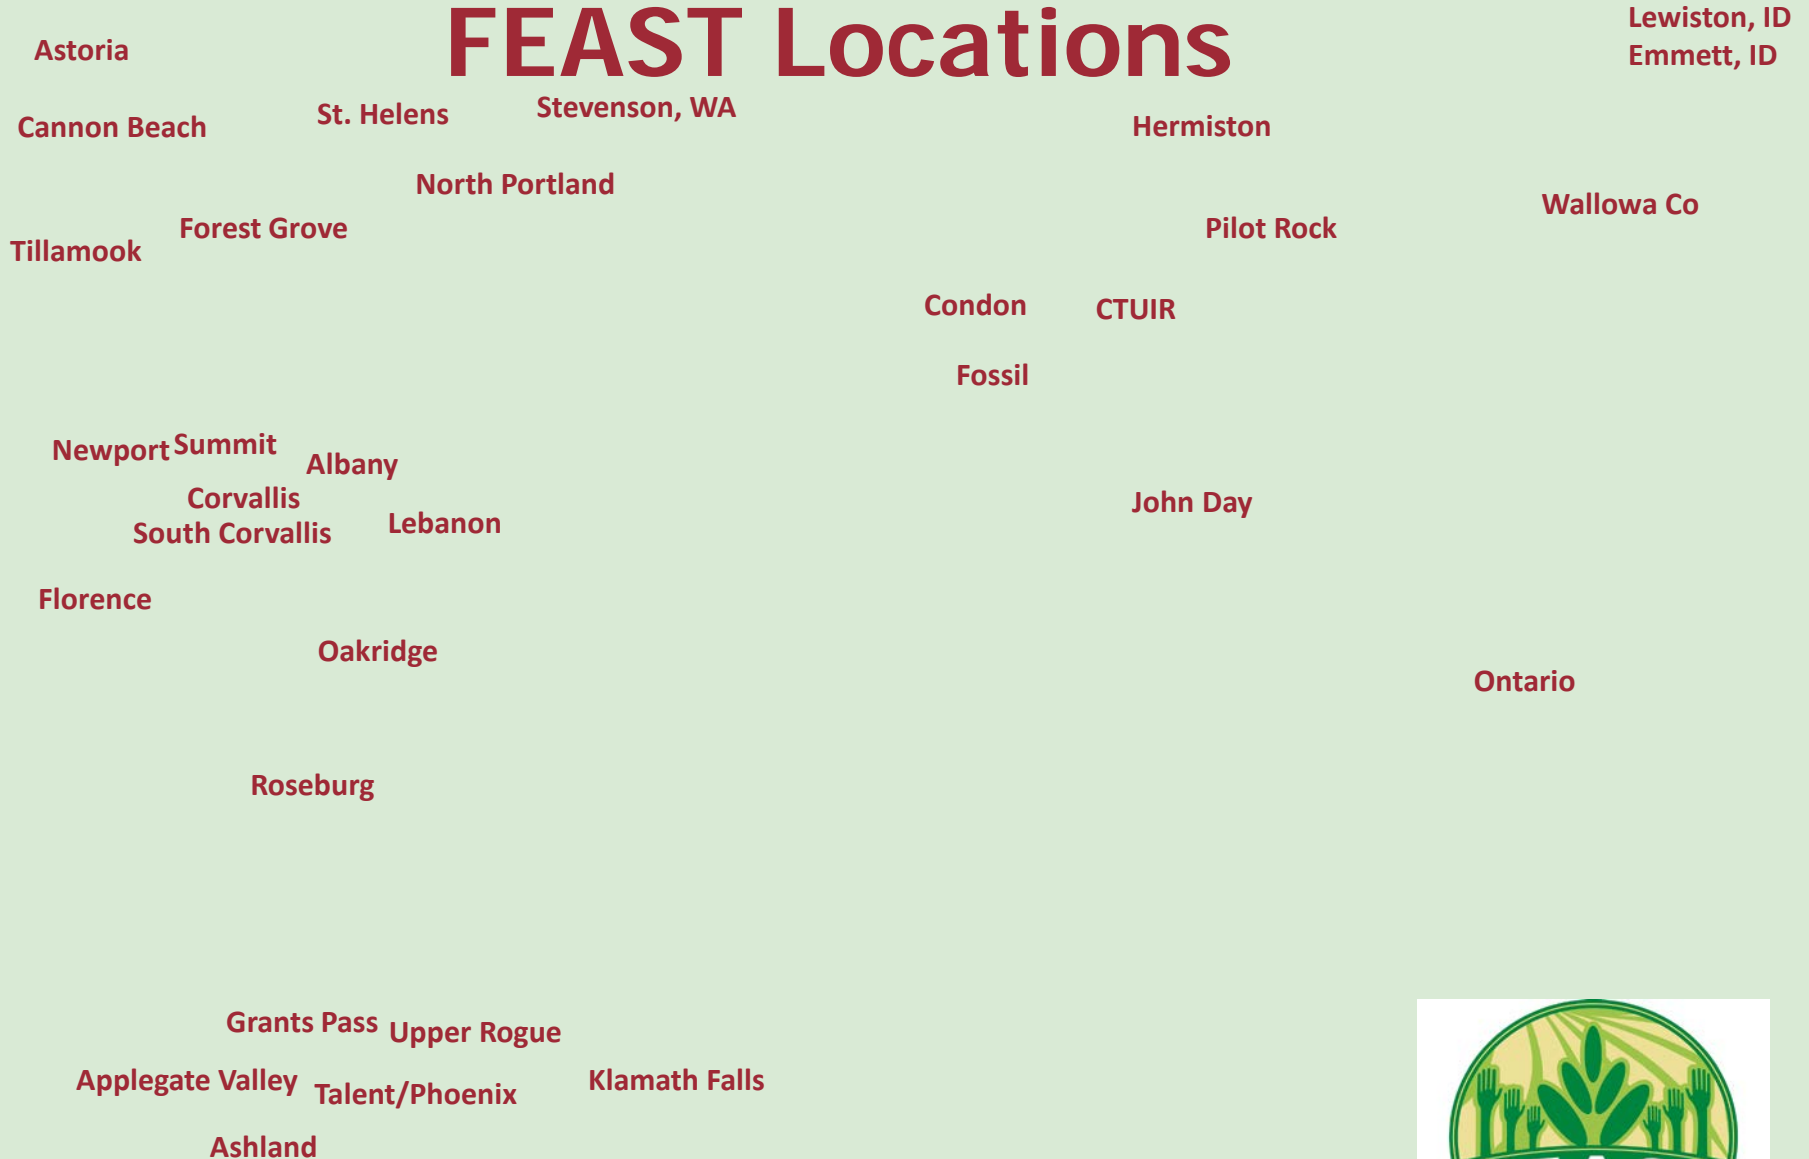 FEAST Locations
Lewiston, ID
Emmett, ID
Astoria
Stevenson, WA
St. Helens
Cannon Beach
Hermiston
North Portland
Wallowa Co
Forest Grove
Pilot Rock
Tillamook
Condon
CTUIR
Fossil
Newport
Summit
Albany
Corvallis
John Day
Lebanon
South Corvallis
Florence
Oakridge
Ontario
Roseburg
Grants Pass
Upper Rogue
Applegate Valley
Talent/Phoenix
Klamath Falls
Ashland